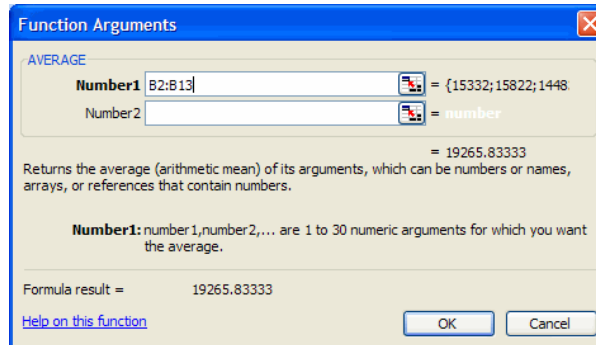 Function Arguments
AVERAGE
Number1 B2:B13 = {15332;15822;1448
Number2 = number
= 19265.83333
Returns the average (arithmetic mean) of its arguments, which can be numbers or names,
arrays, or references that contain numbers.
Number1: number1,number2,... are 1 to 30 numeric arguments for which you want
the average.
Formula result = 19265.83333
Help on this function
OK Cancel